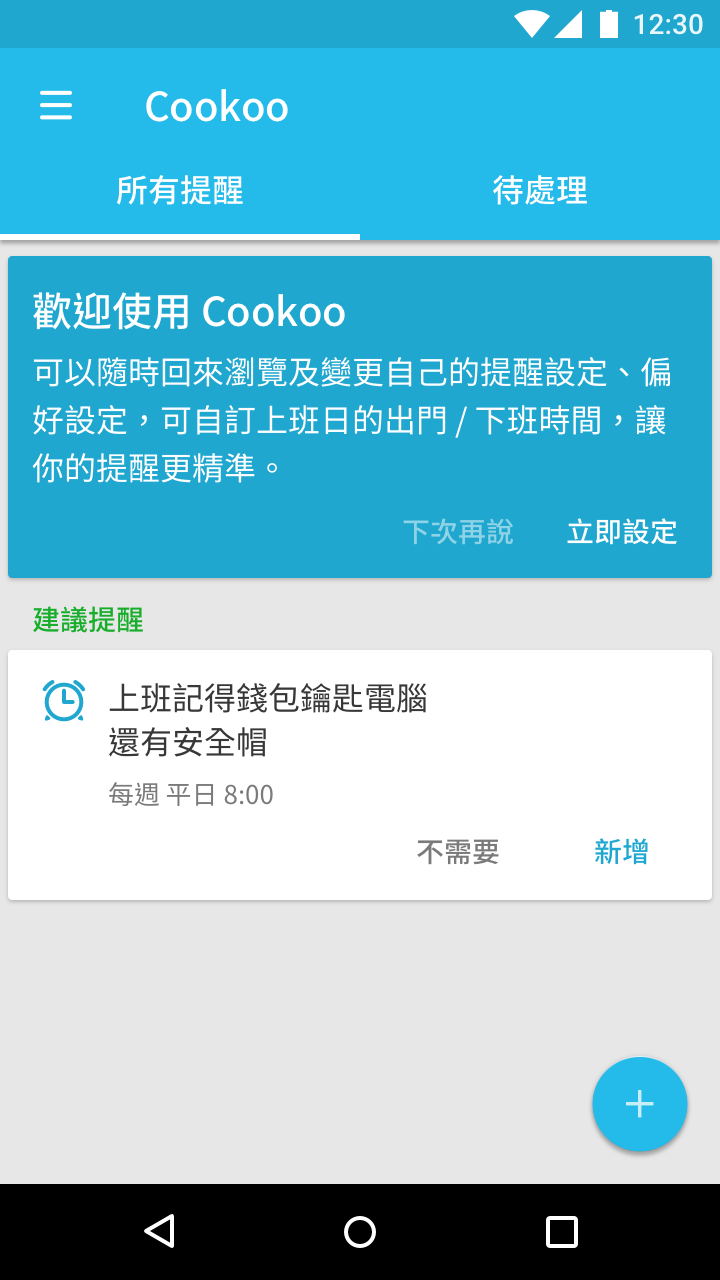 12:30
Cookoo
所有提醒
待處理
歡迎使用 Cookoo
可以隨時回來瀏覽及變更自己的提醒設定、偏
好設定，可自訂上班日的出門 / 下班時間，讓
你的提醒更精準。
下次再說
立即設定
建議提醒
上班記得錢包鑰匙電腦
還有安全帽
每週 平日 8:00
不需要
新增